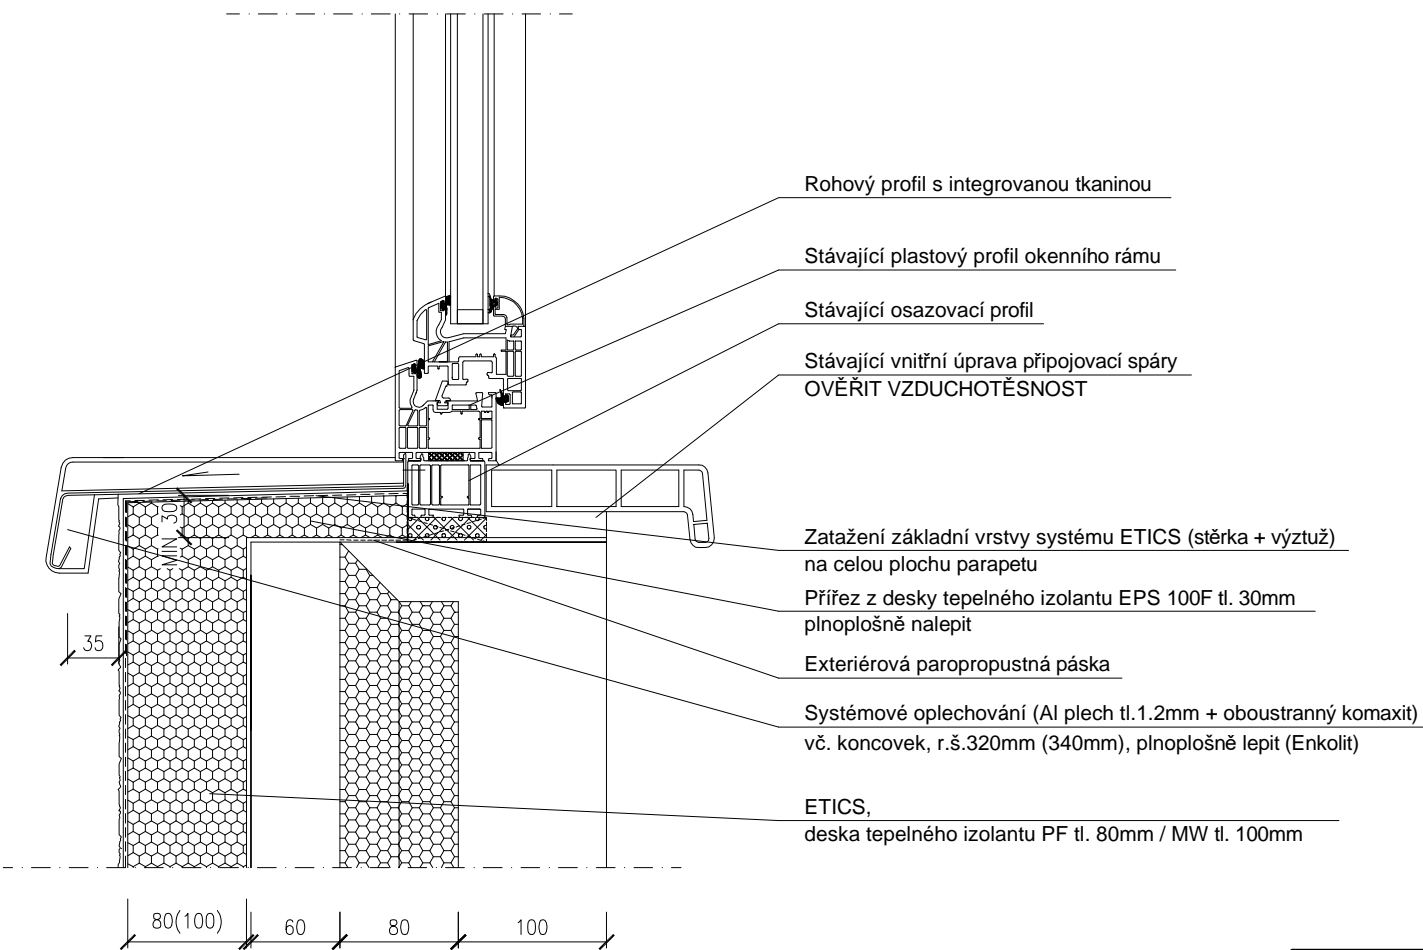 Rohový profil s integrovanou tkaninou
Stávající plastový profil okenního rámu
Stávající osazovací profil
Stávající vnitřní úprava připojovací spáry
OVĚŘIT VZDUCHOTĚSNOST
MIN 30
Zatažení základní vrstvy systému ETICS (stěrka + výztuž)
na celou plochu parapetu
Přířez z desky tepelného izolantu EPS 100F tl. 30mm
plnoplošně nalepit
35
Exteriérová paropropustná páska
Systémové oplechování (Al plech tl.1.2mm + oboustranný komaxit)
vč. koncovek, r.š.320mm (340mm), plnoplošně lepit (Enkolit)
ETICS,
deska tepelného izolantu PF tl. 80mm / MW tl. 100mm
80(100) 60 80 100